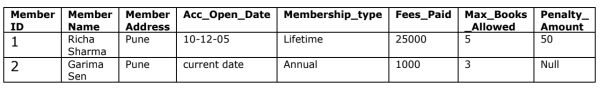 Member ID Member Name Member Address Acc_Open_Date Membership_type Fees_Paid Max_Books _Allowed Penalty_ Amount
1 Richa Sharma Pune 10-12-05 Lifetime 25000 5 50
2 Garima Sen Pune current date Annual 1000 3 Null